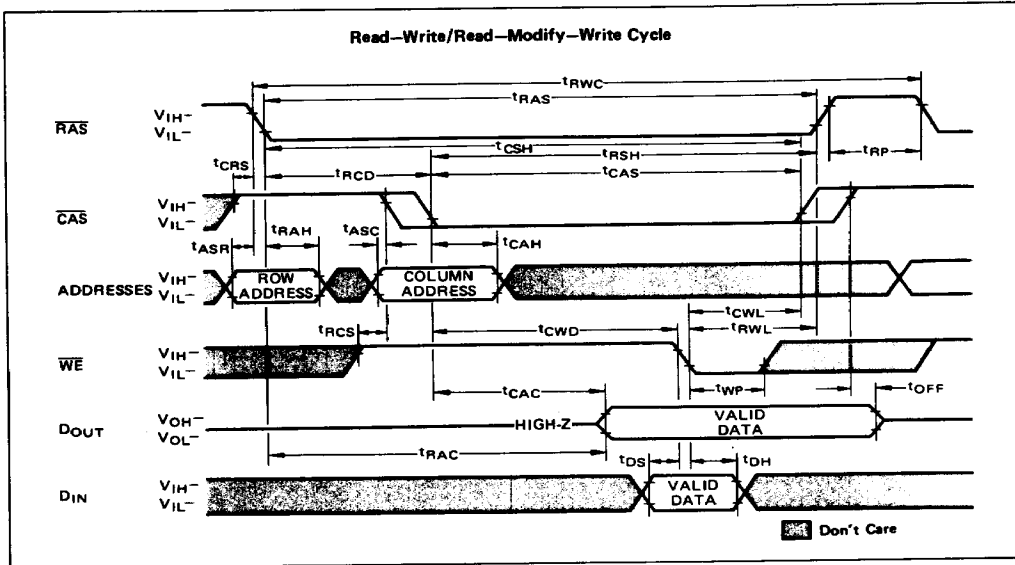 Read–Write/Read–Modify–Write Cycle
tRWC
tRAS
RAS
VIH–
VIL–
tCSH
tRSH
tRP
tCRS
tRCD
tCAS
CAS
VIH–
VIL–
tASR
tRAH
tASC
tCAH
ADDRESSES
VIH–
VIL–
ROW
ADDRESS
COLUMN
ADDRESS
tCWL
tRCS
tCWD
tRWL
WE
VIH–
VIL–
tWP
tCAC
tOFF
DOUT
VOH–
VOL–
HIGH-Z
VALID
DATA
tRAC
tDS
tDH
DIN
VIH–
VIL–
VALID
DATA
Don't Care